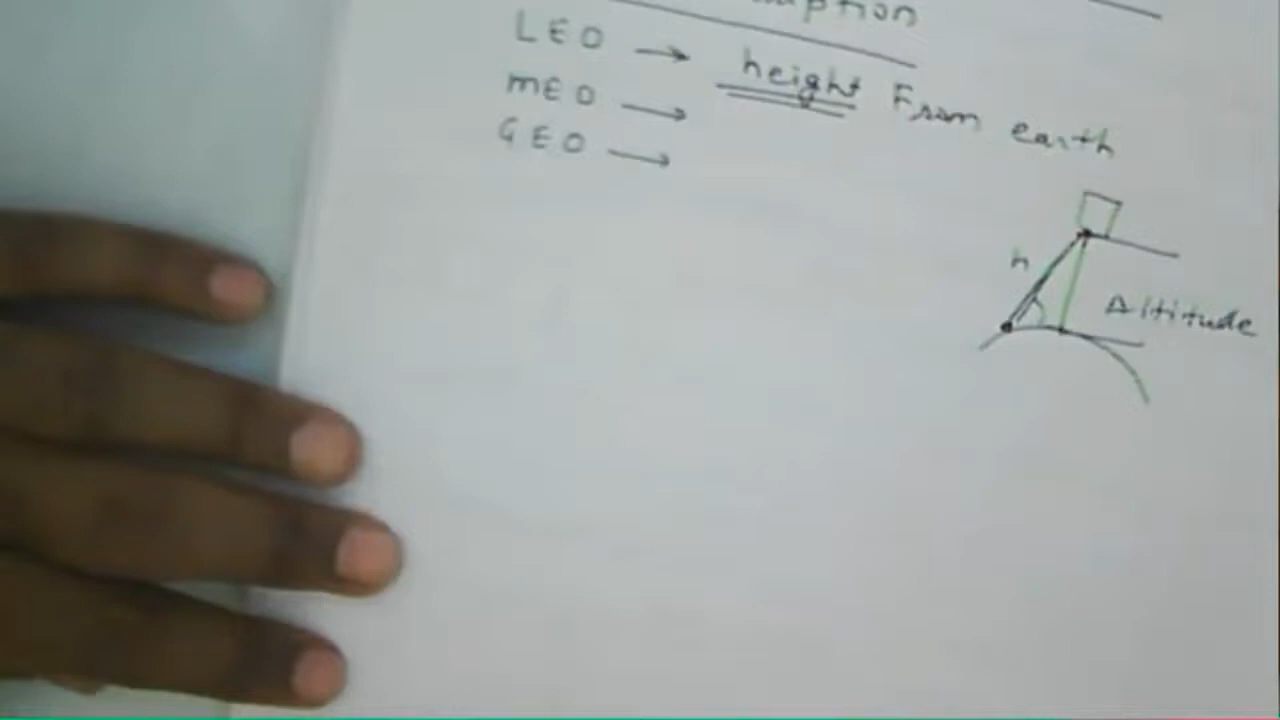 LEO → height From earth
MEO →
GEO →
h
Altitude